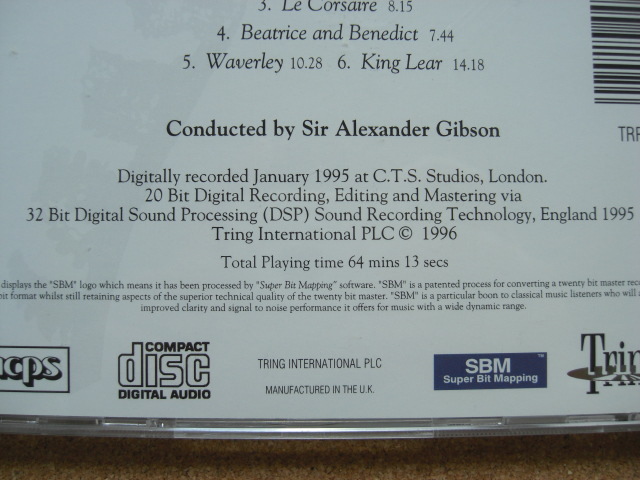 3. Le Corsaire 8.15
4. Beatrice and Benedict 7.44
5. Waverley 10.28 6. King Lear 14.18
Conducted by Sir Alexander Gibson
TRP
Digitally recorded January 1995 at C.T.S. Studios, London.
20 Bit Digital Recording, Editing and Mastering via
32 Bit Digital Sound Processing (DSP) Sound Recording Technology, England 1995
Tring International PLC © 1996
Total Playing time 64 mins 13 secs
displays the "SBM" logo which means it has been processed by "Super Bit Mapping" software. "SBM" is a patented process for converting a twenty bit master reco
bit format whilst still retaining aspects of the superior technical quality of the twenty bit master. "SBM" is a particular boon to classical music listeners who will a
improved clarity and signal to noise performance it offers for music with a wide dynamic range.
mcps
COMPACT
disc
DIGITAL AUDIO
TRING INTERNATIONAL PLC
MANUFACTURED IN THE U.K.
SBM™
Super Bit Mapping
Trin